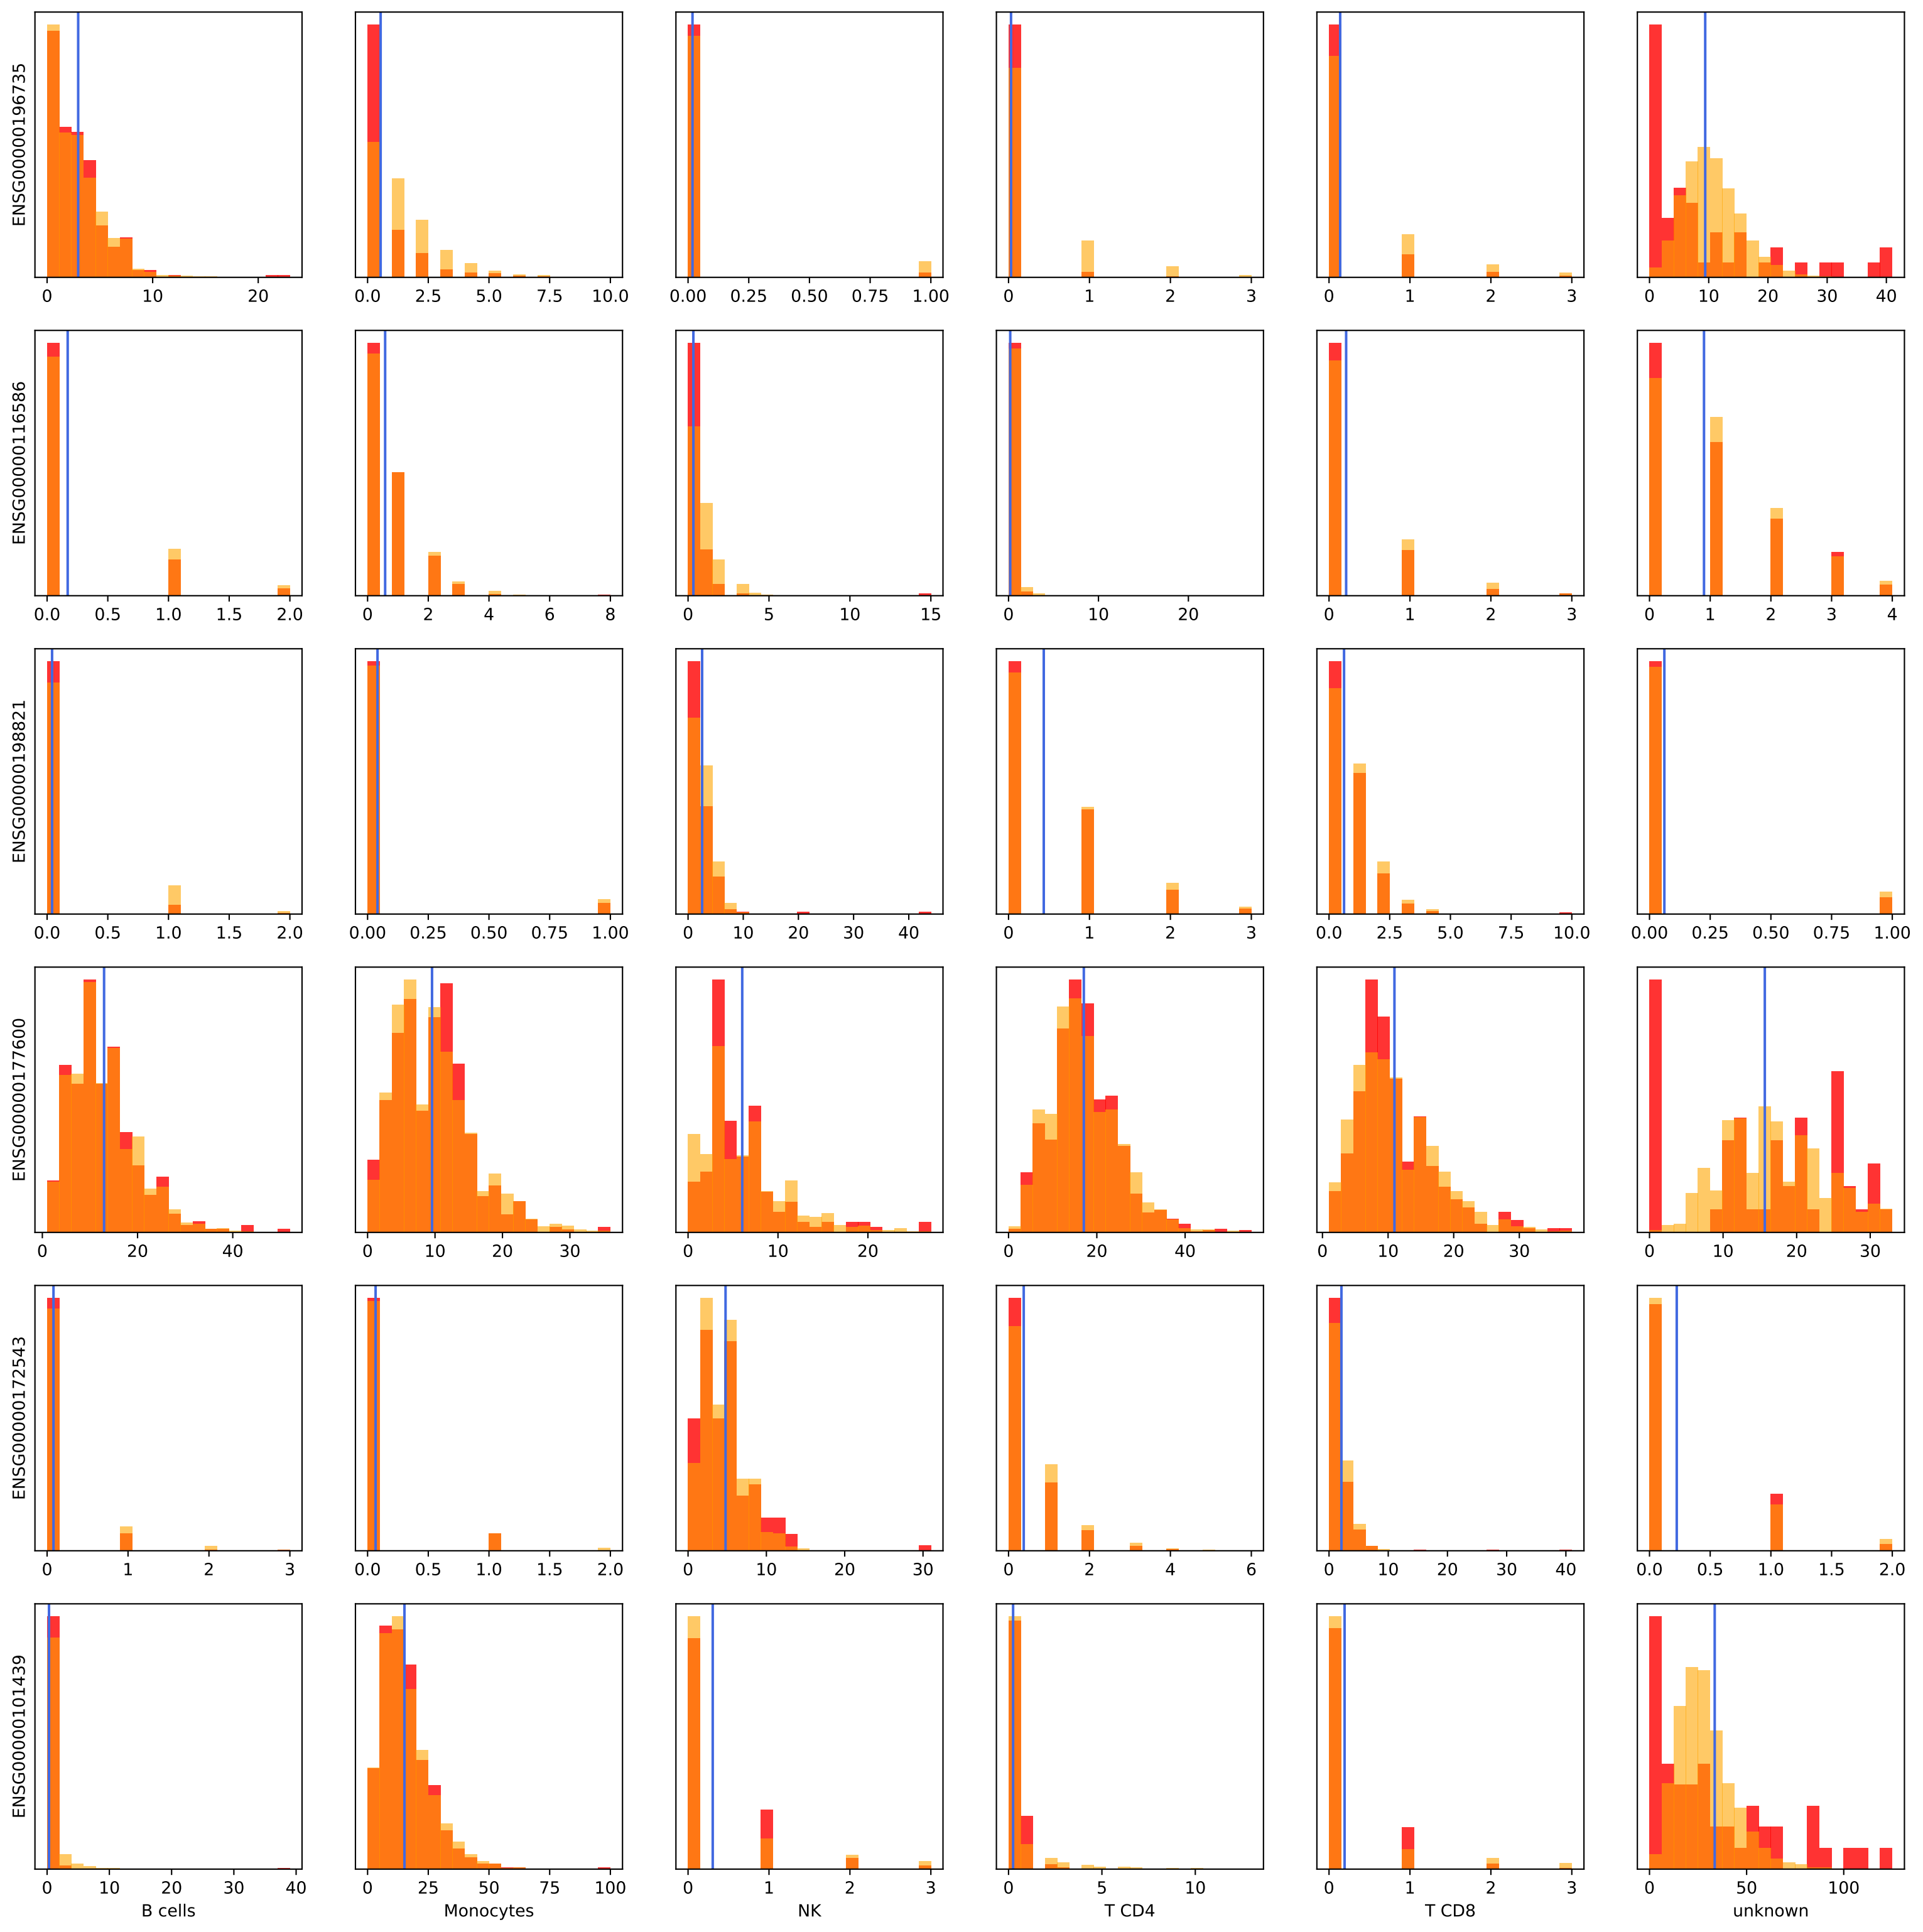 ENSG00000196735
0 10 20
0.0 2.5 5.0 7.5 10.0
0.00 0.25 0.50 0.75 1.00
0 1 2 3
0 1 2 3
0 10 20 30 40
ENSG00000116586
0.0 0.5 1.0 1.5 2.0
0 2 4 6 8
0 5 10 15
0 10 20
0 1 2 3
0 1 2 3 4
ENSG00000198821
0.0 0.5 1.0 1.5 2.0
0.00 0.25 0.50 0.75 1.00
0 10 20 30 40
0 1 2 3
0.0 2.5 5.0 7.5 10.0
0.00 0.25 0.50 0.75 1.00
ENSG00000177600
0 20 40
0 10 20 30
0 10 20
0 20 40
0 10 20 30
0 10 20 30
ENSG00000172543
0 1 2 3
0.0 0.5 1.0 1.5 2.0
0 10 20 30
0 2 4 6
0 10 20 30 40
0.0 0.5 1.0 1.5 2.0
ENSG00000101439
0 10 20 30 40
0 25 50 75 100
0 1 2 3
0 5 10
0 1 2 3
0 50 100
B cells
Monocytes
NK
T CD4
T CD8
unknown